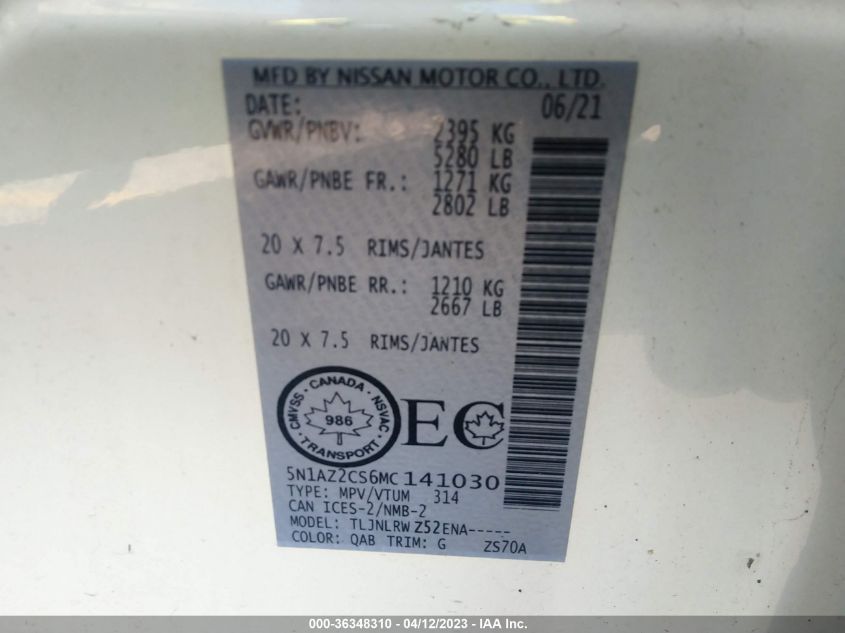 MFD BY NISSAN MOTOR CO., LTD.
DATE: 06/21
GVWR/PNBV: 2395 KG
5280 LB
GAWR/PNBE FR.: 1271 KG
2802 LB
20 X 7.5 RIMS/JANTES
GAWR/PNBE RR.: 1210 KG
2667 LB
20 X 7.5 RIMS/JANTES
CANADA
CMVSS · NSVAC
986
TRANSPORT
EC
5N1AZ2CS6MC141030
TYPE: MPV/VTUM 314
CAN ICES-2/NMB-2
MODEL: TLJNLRW Z52ENA-----
COLOR: QAB TRIM: G ZS70A
000-36348310 - 04/12/2023 - IAA Inc.